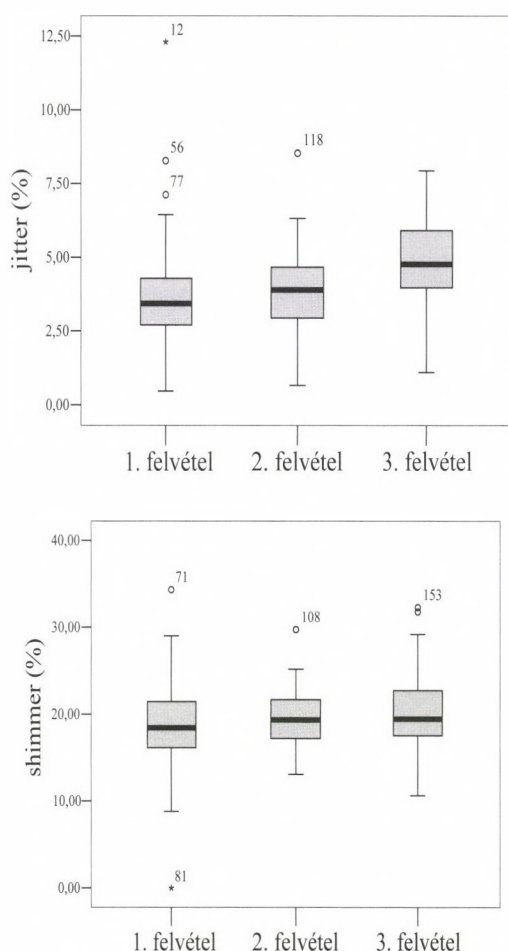 12,50
10,00
7,50
5,00
2,50
0,00
jitter (%)
12
56
77
118
*
1. felvétel
2. felvétel
3. felvétel
40,00
30,00
20,00
10,00
0,00
shimmer (%)
71
108
153
*
81
1. felvétel
2. felvétel
3. felvétel